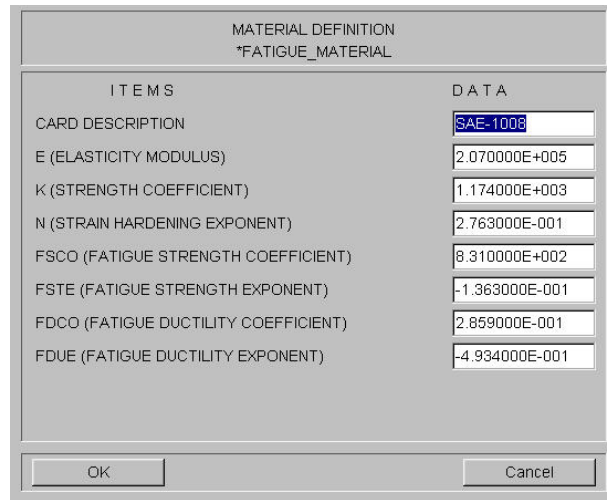 MATERIAL DEFINITION
*FATIGUE_MATERIAL
ITEMS DATA
CARD DESCRIPTION SAE-1008
E (ELASTICITY MODULUS) 2.070000E+005
K (STRENGTH COEFFICIENT) 1.174000E+003
N (STRAIN HARDENING EXPONENT) 2.763000E-001
FSCO (FATIGUE STRENGTH COEFFICIENT) 8.310000E+002
FSTE (FATIGUE STRENGTH EXPONENT) -1.363000E-001
FDCO (FATIGUE DUCTILITY COEFFICIENT) 2.859000E-001
FDUE (FATIGUE DUCTILITY EXPONENT) -4.934000E-001
OK Cancel